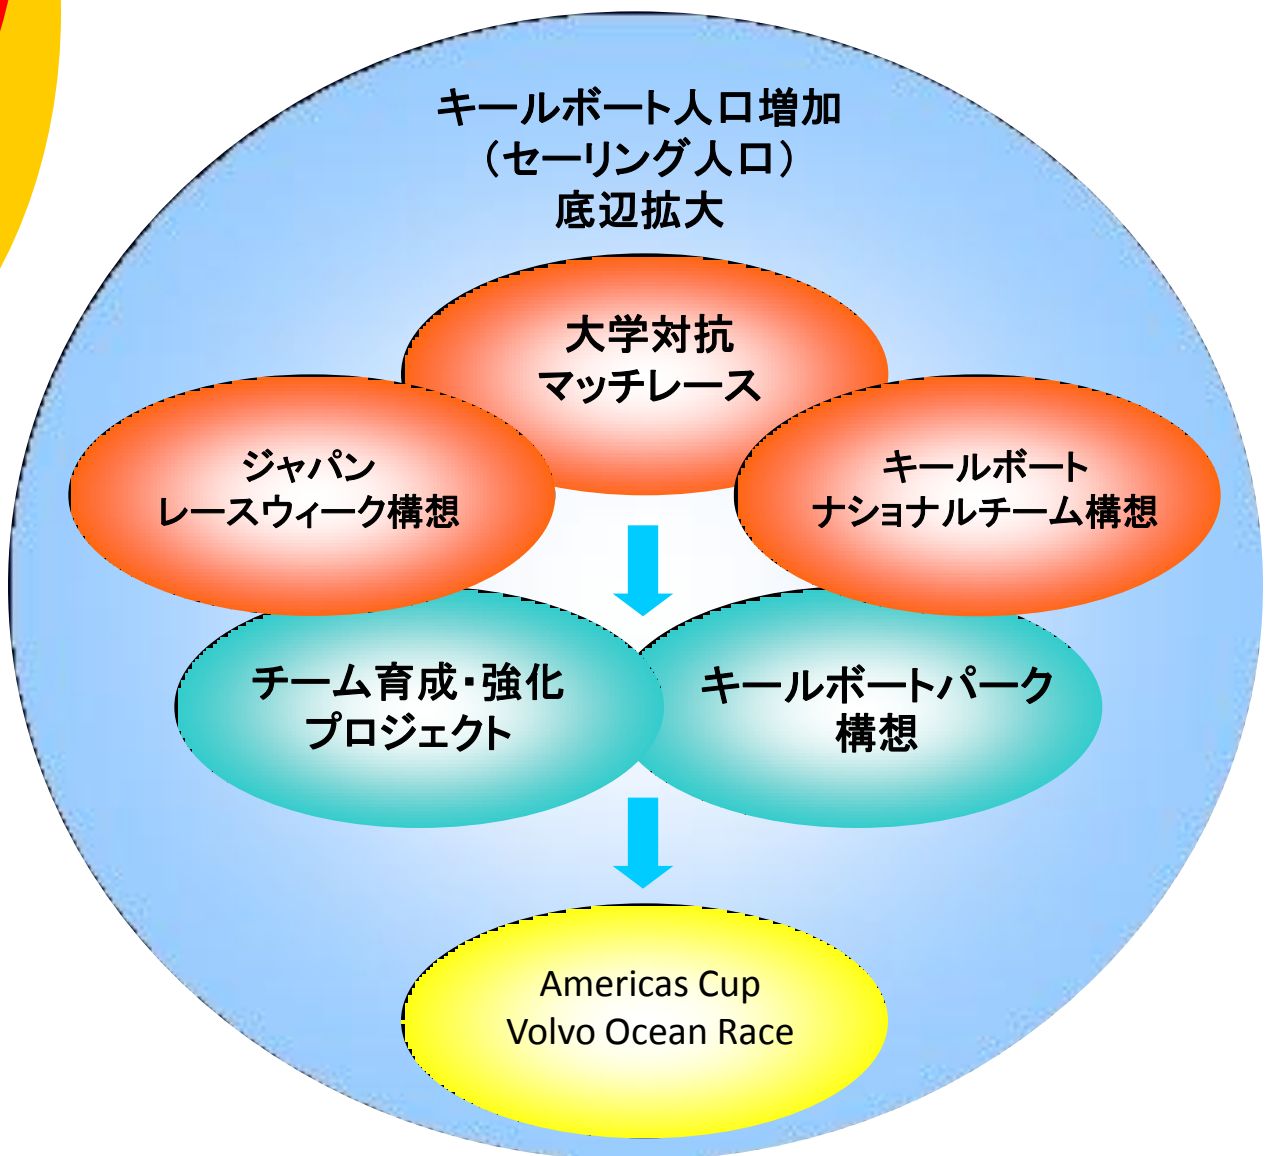 キールボート人口増加
（セーリング人口）
底辺拡大
大学対抗
マッチレース
ジャパン
レースウィーク構想
キールボート
ナショナルチーム構想
チーム育成・強化
プロジェクト
キールボートパーク
構想
Americas Cup
Volvo Ocean Race